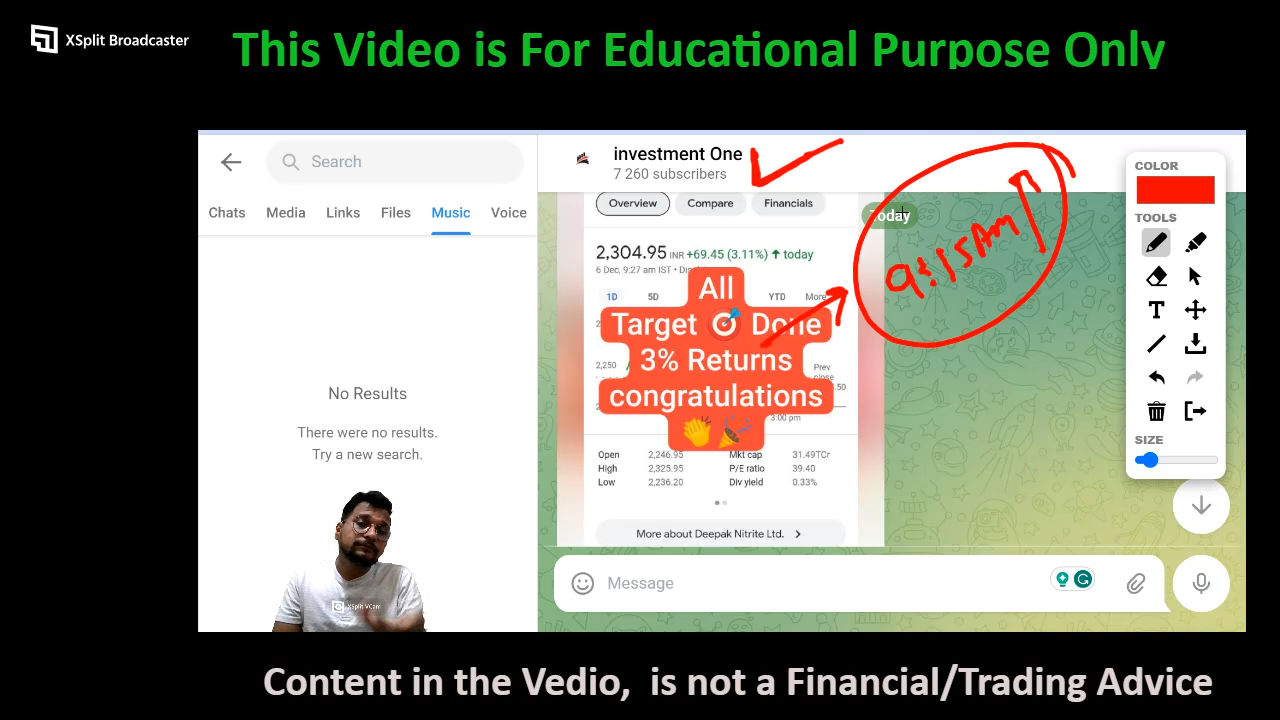 XSplit Broadcaster
This Video is For Educational Purpose Only
Search
Chats Media Links Files Music Voice
No Results
There were no results.
Try a new search.
XSplit VCam
investment One
7 260 subscribers
Overview Compare Financials
Today
2,304.95 INR +69.45 (3.11%) ↑ today
6 Dec, 9:27 am IST •
1D 5D YTD More
All
Target 🎯 Done
3% Returns
congratulations
👏 🎉
2,250
Prev
close
3:00 pm
Open 2,246.95 Mkt cap 31.49TCr
High 2,325.95 P/E ratio 39.40
Low 2,236.20 Div yield 0.33%
More about Deepak Nitrite Ltd. >
9:15 Am
Message
COLOR
TOOLS
T
SIZE
Content in the Vedio, is not a Financial/Trading Advice